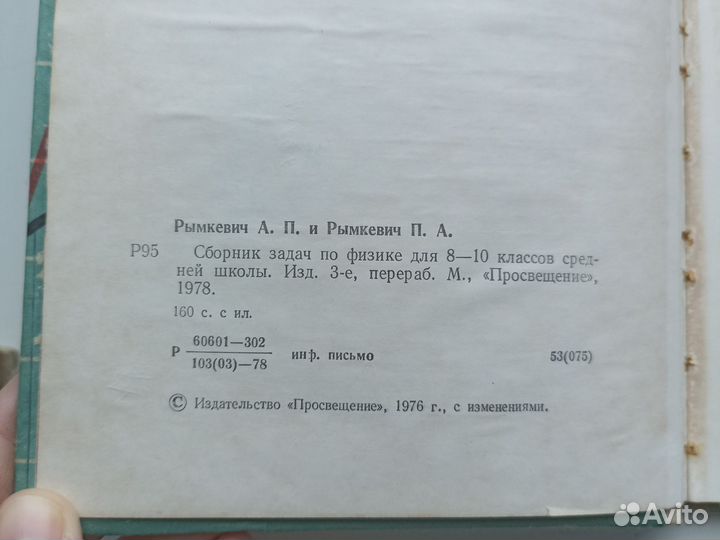 Рымкевич А. П. и Рымкевич П. А.
Р95 Сборник задач по физике для 8—10 классов сред-
ней школы. Изд. 3-е, перераб. М., «Просвещение»,
1978.
160 с. с ил.
Р 60601—302
103(03)—78 инф. письмо 53(075)
© Издательство «Просвещение», 1976 г., с изменениями.
Avito